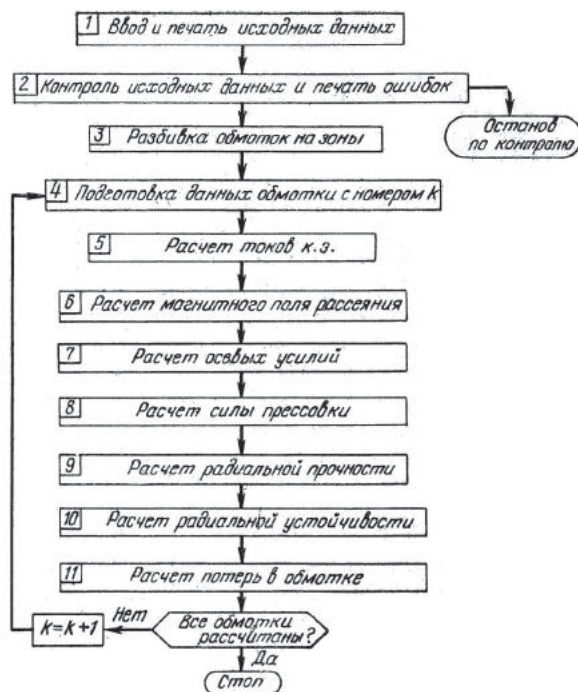 1 Ввод и печать исходных данных
2 Контроль исходных данных и печать ошибок
Останов
по контролю
3 Разбивка обмоток на зоны
4 Подготовка данных обмотки с номером k
5 Расчет токов к.з.
6 Расчет магнитного поля рассеяния
7 Расчет осевых усилий
8 Расчет силы прессовки
9 Расчет радиальной прочности
10 Расчет радиальной устойчивости
11 Расчет потерь в обмотке
k=k+1
Нет
Все обмотки
рассчитаны?
Да
Стоп